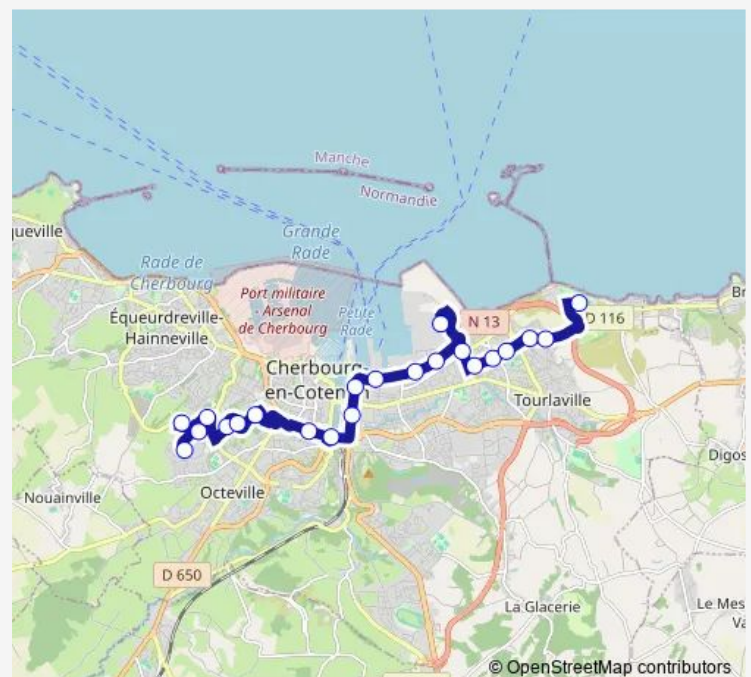 Manche
Normandie
queville
Grande
Rade
Rade de
Cherbourg
Port militaire
- Arsenal
de Cherbourg
Petite
Rade
N 13
D 116
Br
Équeurdreville-
Hainneville
Cherbourg-
en-Cotentin
Tourlaville
Digos
Nouainville
Octeville
D 650
La Glacerie
Le Mes
Va
© OpenStreetMap contributors